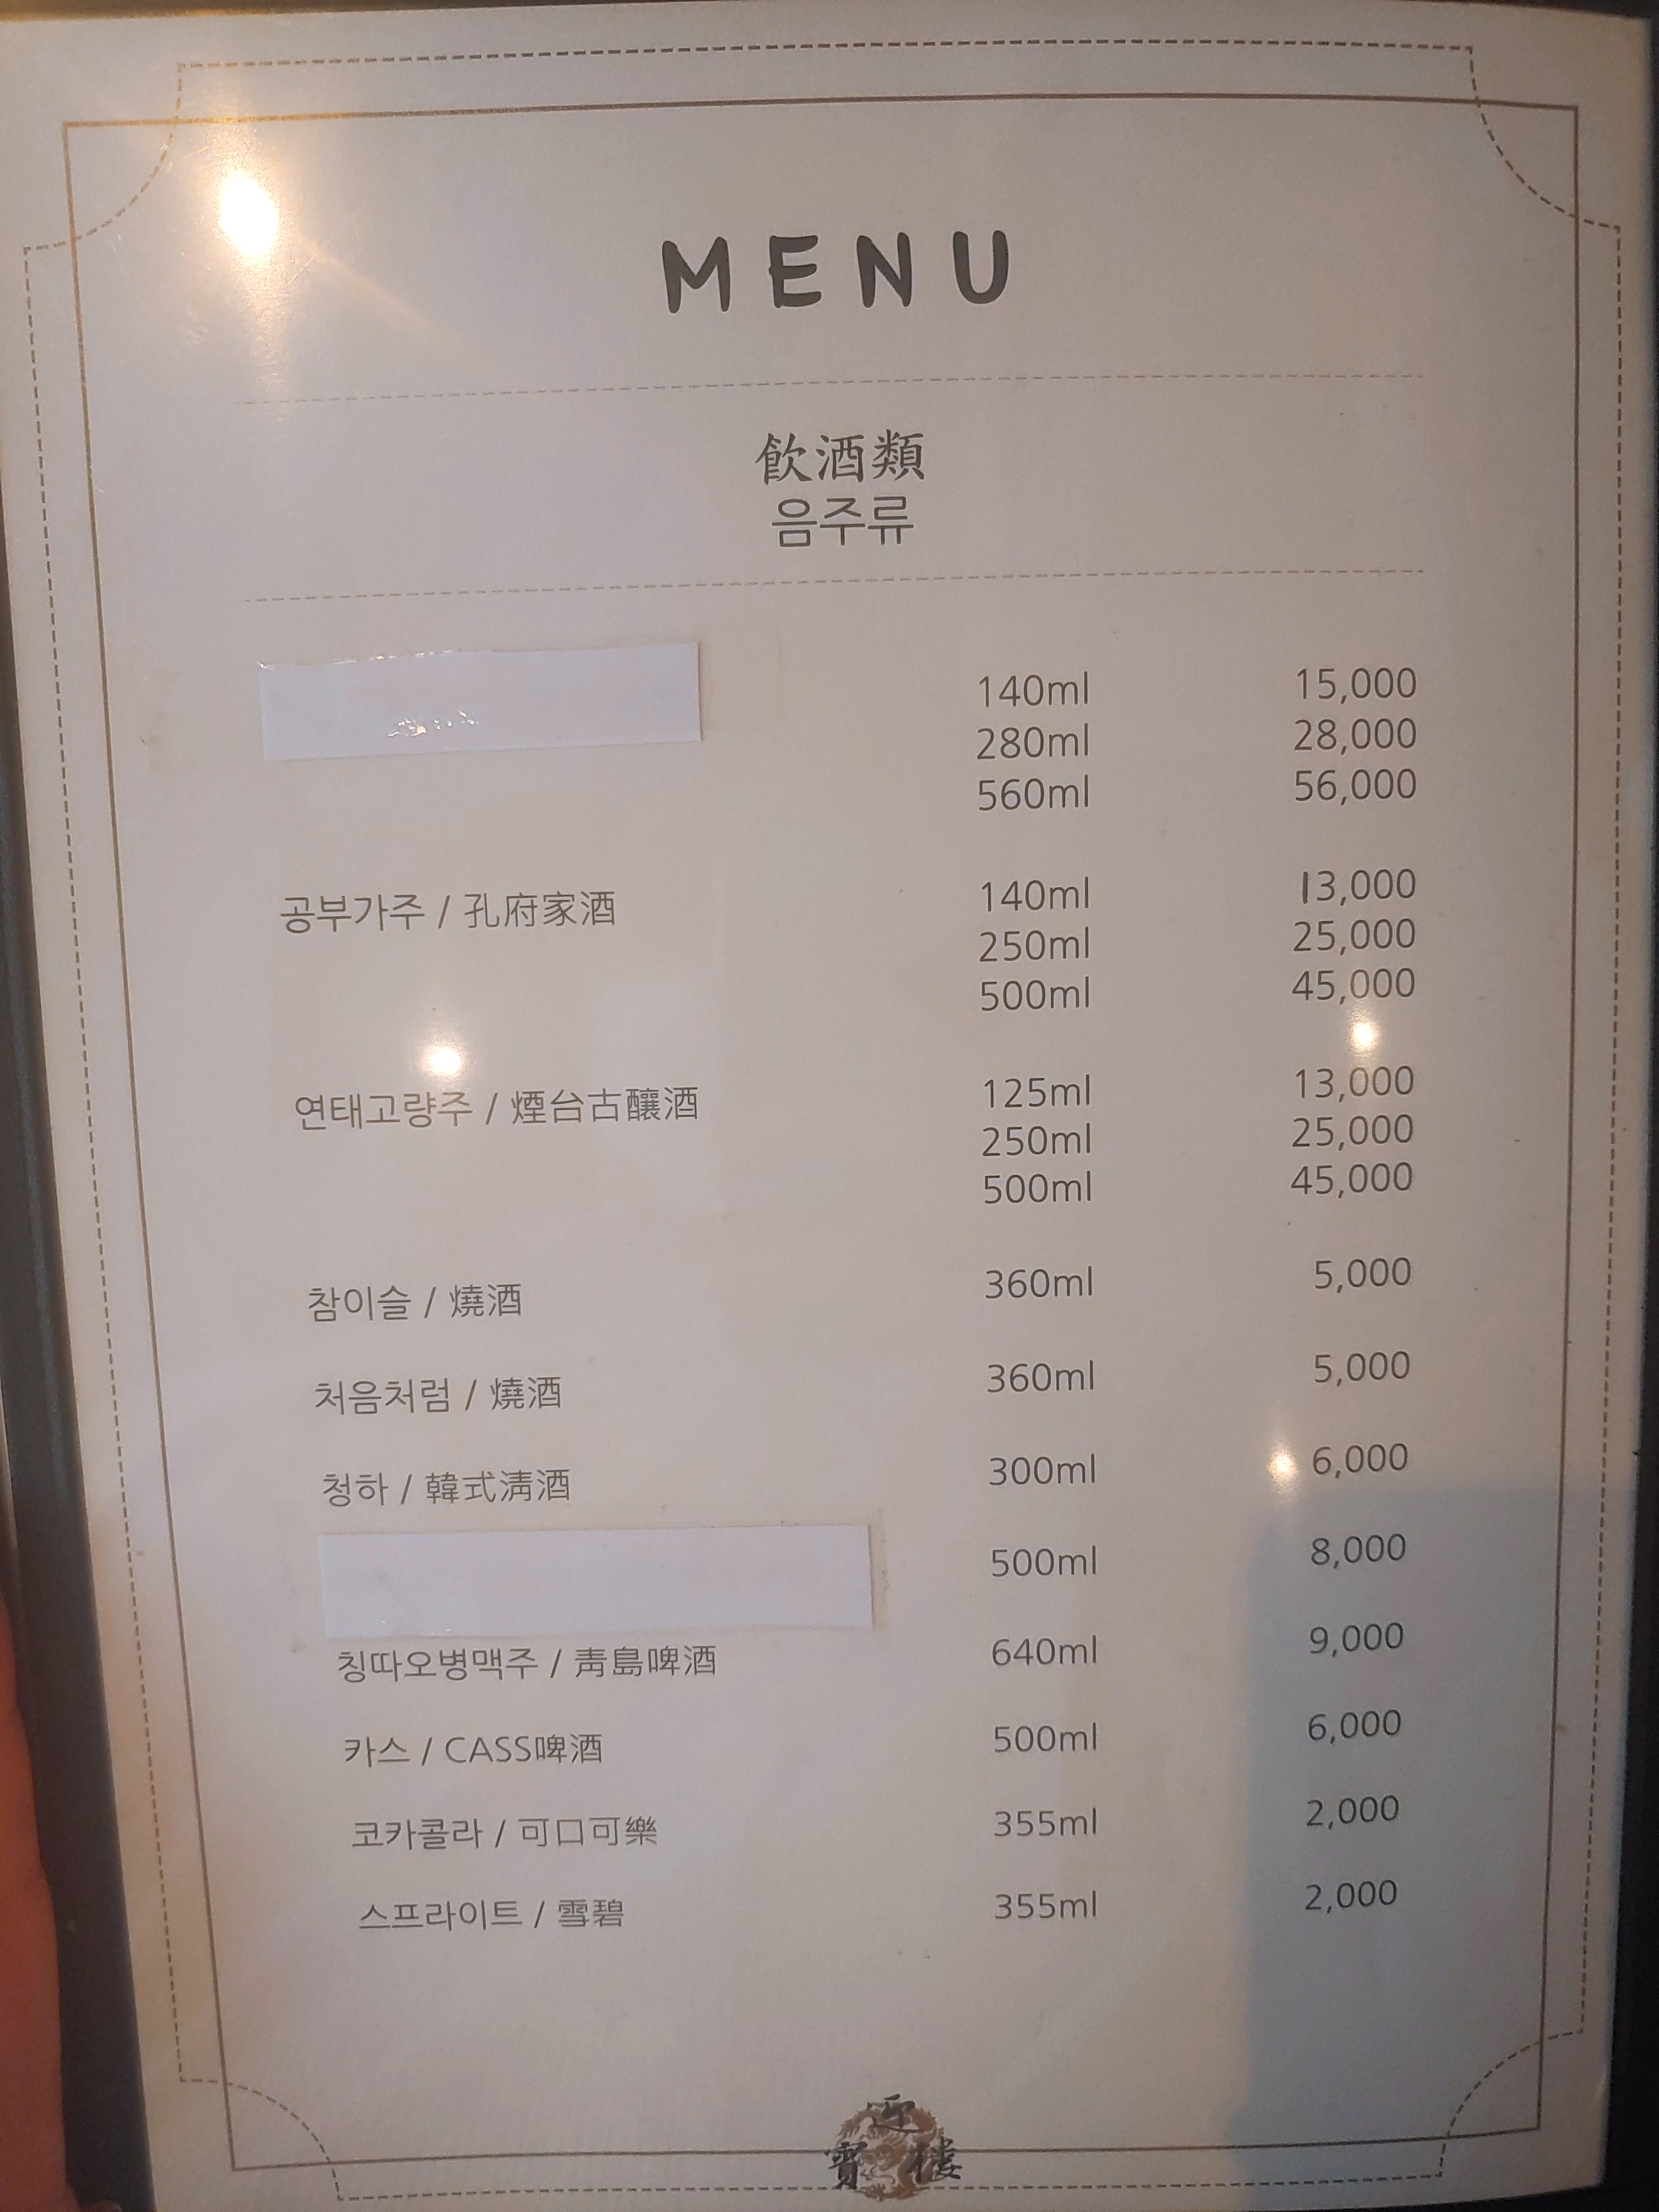 MENU
飮酒類
음주류
140ml 15,000
280ml 28,000
560ml 56,000
공부가주 / 孔府家酒 140ml 13,000
250ml 25,000
500ml 45,000
연태고량주 / 煙台古釀酒 125ml 13,000
250ml 25,000
500ml 45,000
참이슬 / 燒酒 360ml 5,000
처음처럼 / 燒酒 360ml 5,000
청하 / 韓式淸酒 300ml 6,000
500ml 8,000
칭따오병맥주 / 靑島啤酒 640ml 9,000
카스 / CASS啤酒 500ml 6,000
코카콜라 / 可口可樂 355ml 2,000
스프라이트 / 雪碧 355ml 2,000
迎
寶樓